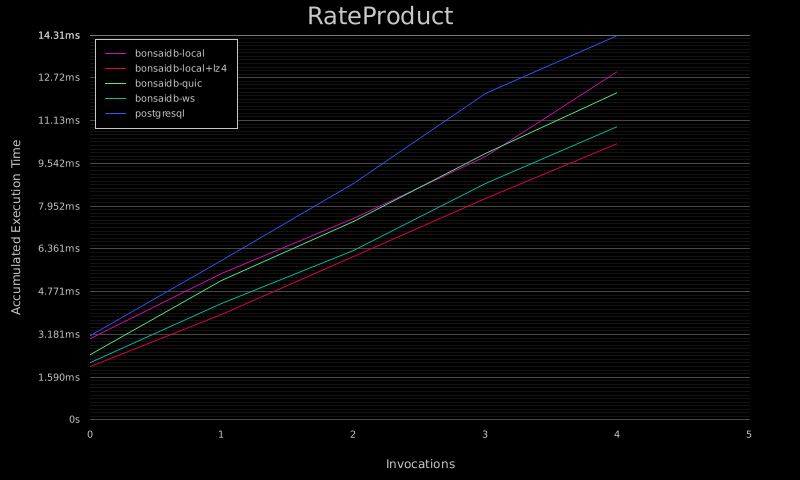 RateProduct
14.31ms
12.72ms
11.13ms
9.542ms
7.952ms
6.361ms
4.771ms
3.181ms
1.590ms
0s
Accumulated Execution Time
bonsaidb-local
bonsaidb-local+lz4
bonsaidb-quic
bonsaidb-ws
postgresql
0 1 2 3 4 5
Invocations